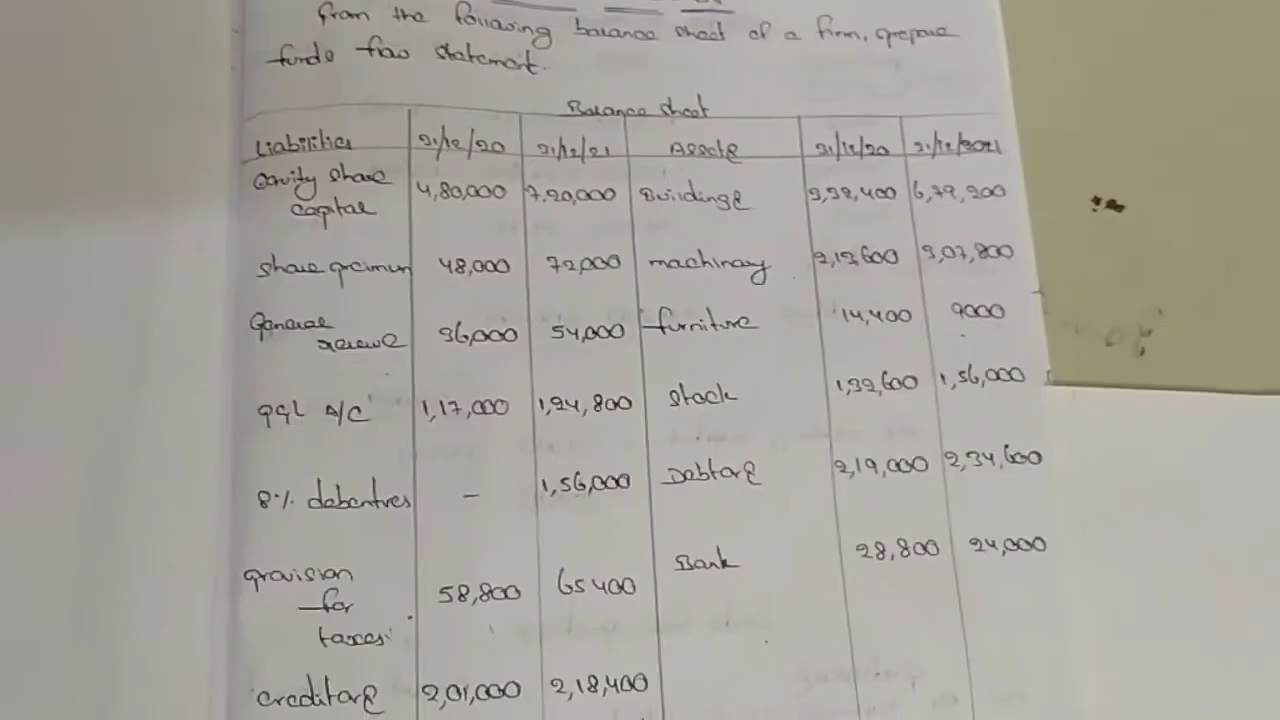 from the following balance sheet of a firm, prepare
funds flow statement.
Balance sheet
Liabilities 31/12/20 31/12/21 Assets 31/12/20 31/12/2021
Equity share capital 4,80,000 7,20,000 Buildings 3,32,400 6,79,200
Share premium 48,000 72,000 machinary 2,13,600 3,07,800
General reserve 36,000 54,000 furniture 14,400 9000
P&L A/C 1,17,000 1,24,800 Stock 1,32,600 1,56,000
8% debentures - 1,56,000 Debtors 2,19,000 2,34,600
provision for taxes 58,800 65400 Bank 28,800 24,000
creditors 2,01,000 2,18,400